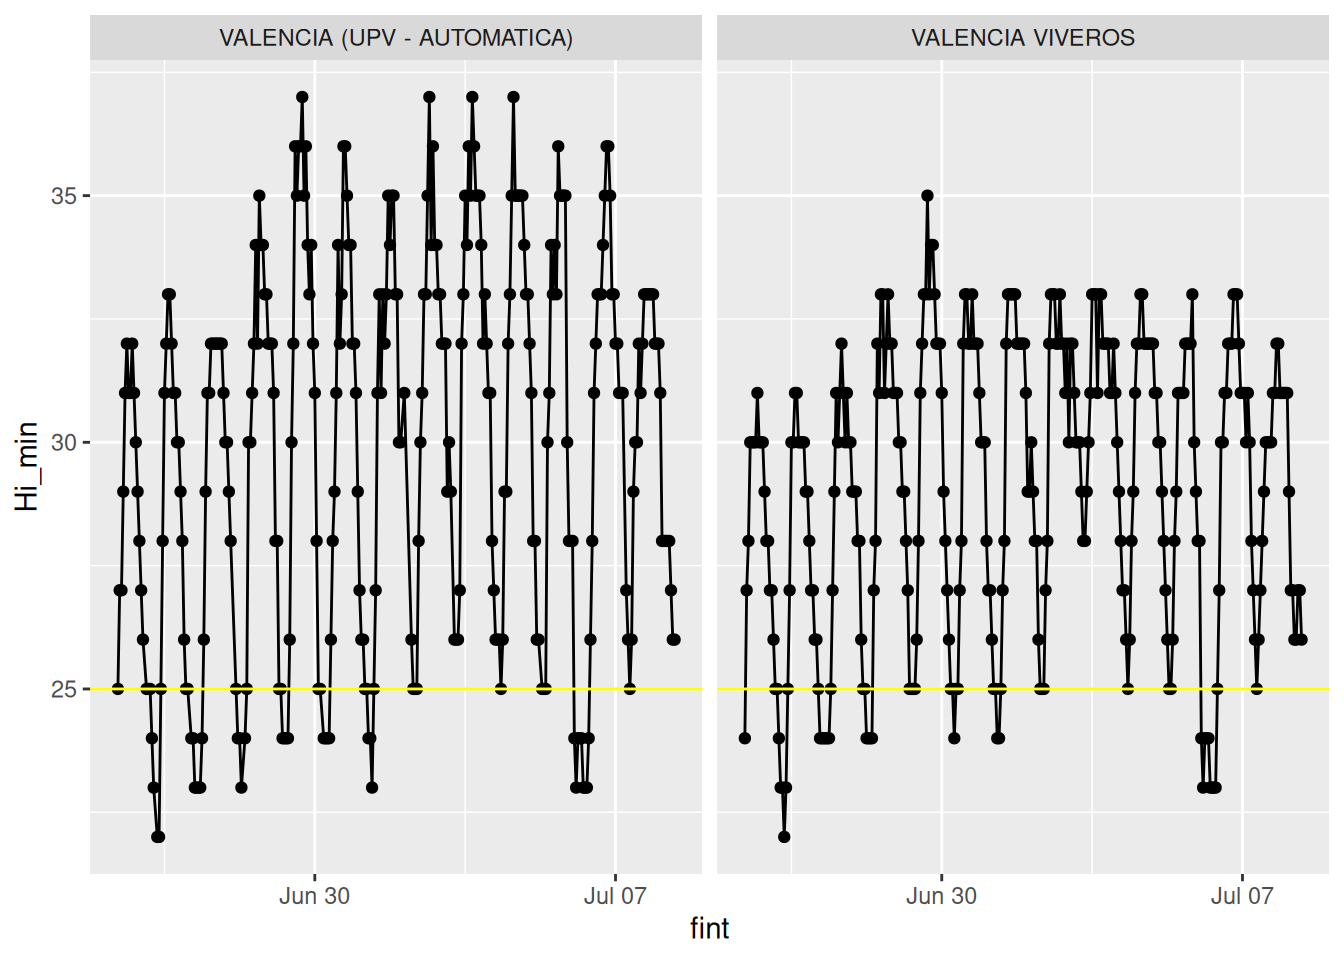 VALENCIA (UPV - AUTOMATICA)
VALENCIA VIVEROS
35
30
25
Hi_min
Jun 30
Jul 07
Jun 30
Jul 07
fint